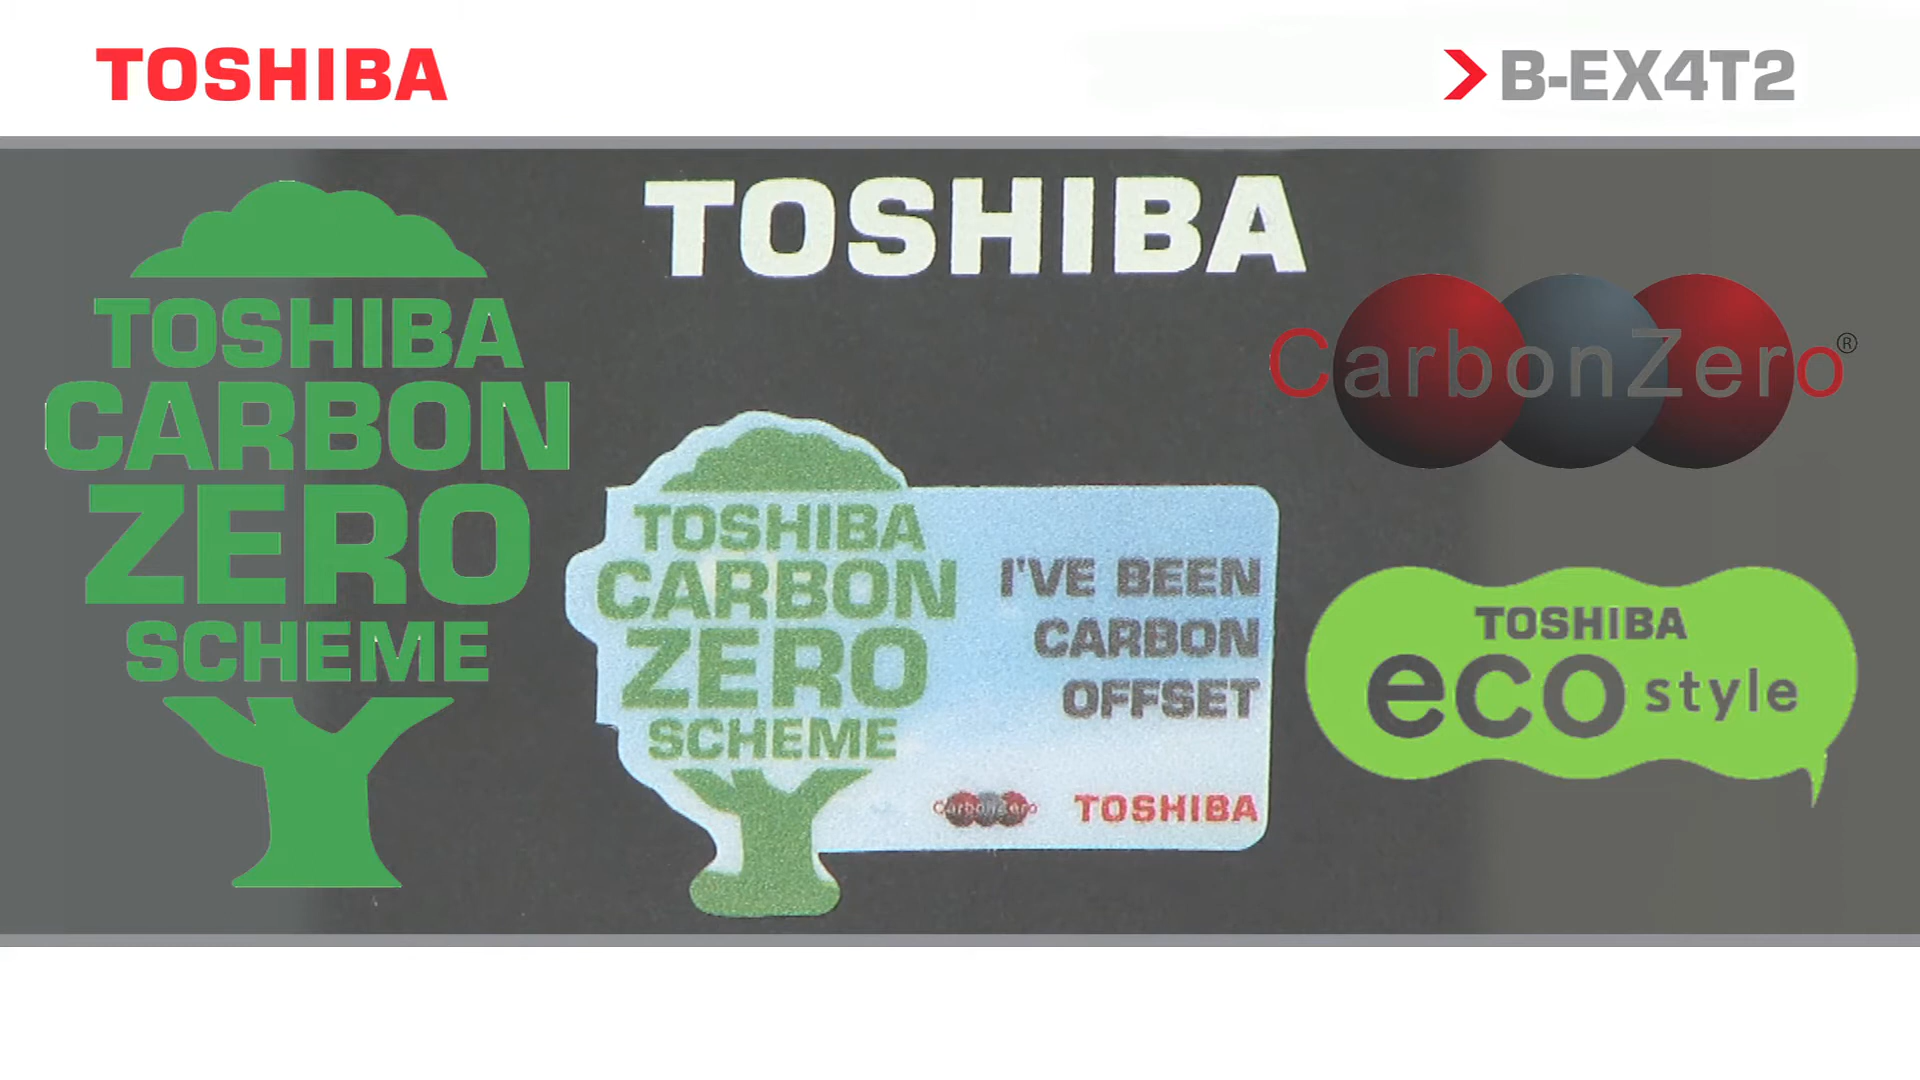 TOSHIBA
B-EX4T2
TOSHIBA
TOSHIBA
CARBON
ZERO
SCHEME
TOSHIBA
CARBON
ZERO
SCHEME
I'VE BEEN
CARBON
OFFSET
CarbonZero
TOSHIBA
CarbonZero®
TOSHIBA
eco style